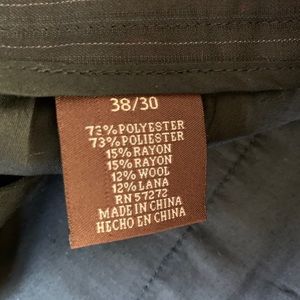 38/30
73% POLYESTER
73% POLIESTER
15% RAYON
15% RAYON
12% WOOL
12% LANA
RN 57272
MADE IN CHINA
HECHO EN CHINA